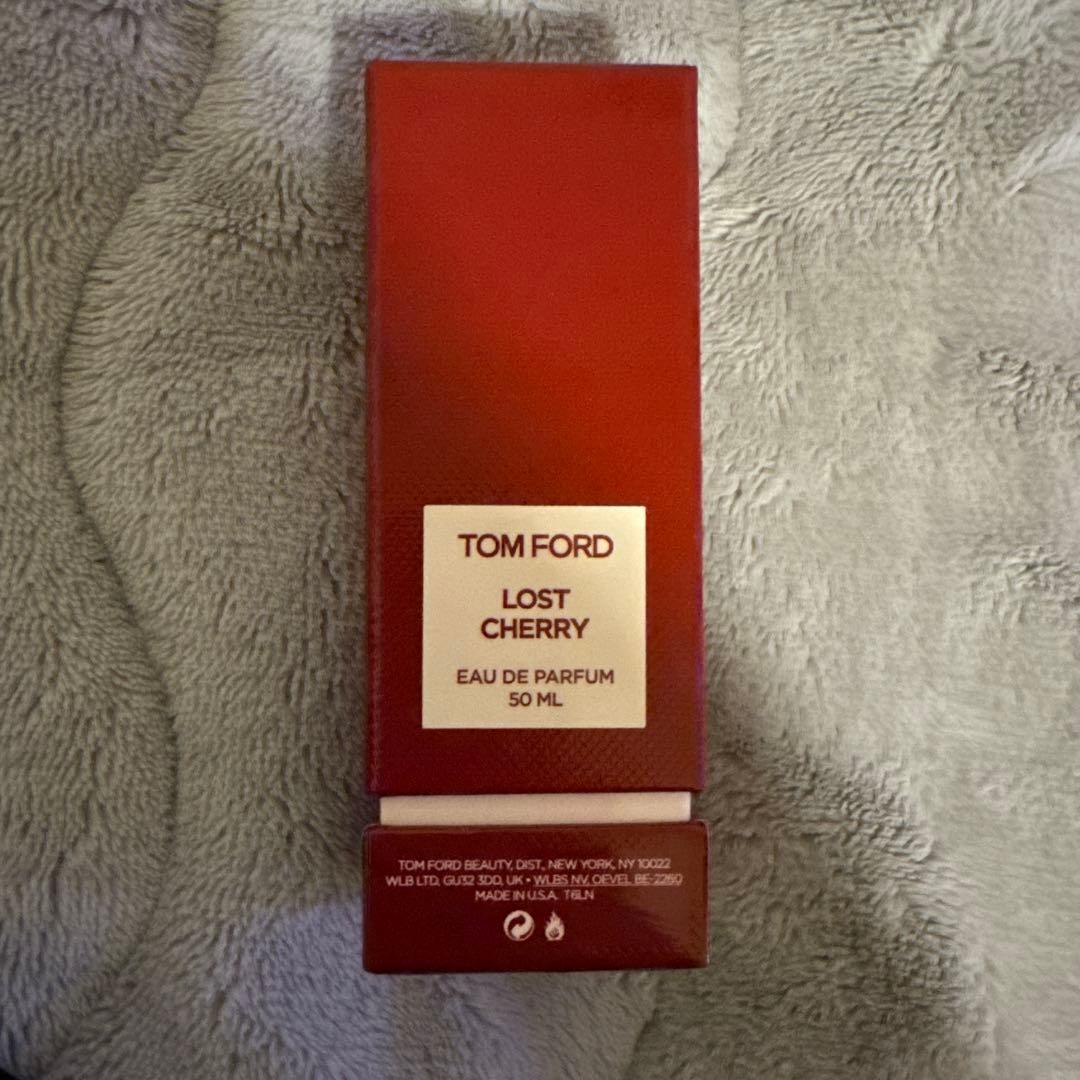 TOM FORD
LOST
CHERRY
EAU DE PARFUM
50 ML
TOM FORD BEAUTY, DIST., NEW YORK, NY 10022
WLB LTD, GU32 3DD, UK • WLBS NV, OEVEL BE-2260
MADE IN U.S.A. T6LN